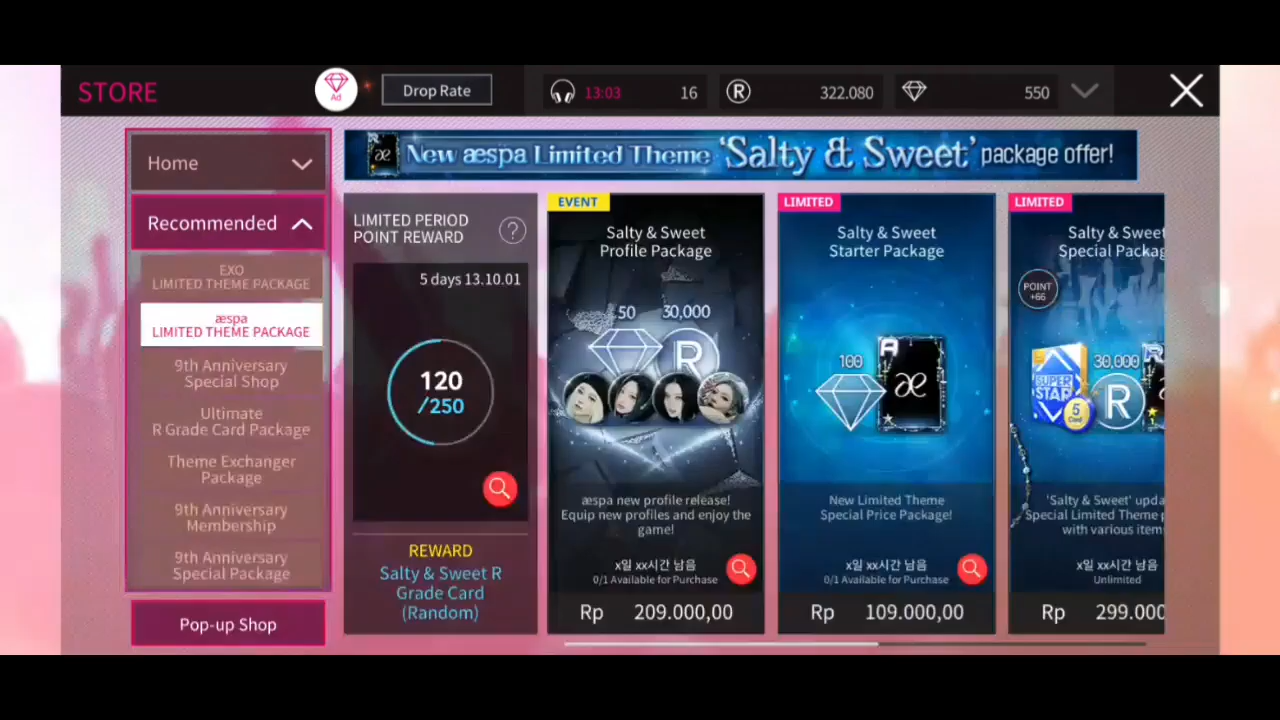 STORE
Ad
Drop Rate
13:03
16
R
322.080
550
Home
Recommended
EXO
LIMITED THEME PACKAGE
æspa
LIMITED THEME PACKAGE
9th Anniversary
Special Shop
Ultimate
R Grade Card Package
Theme Exchanger
Package
9th Anniversary
Membership
9th Anniversary
Special Package
Pop-up Shop
æ New æspa Limited Theme 'Salty & Sweet' package offer!
LIMITED PERIOD
POINT REWARD
?
5 days 13.10.01
120
/250
REWARD
Salty & Sweet R
Grade Card
(Random)
EVENT
Salty & Sweet
Profile Package
50
30,000
R
æspa new profile release!
Equip new profiles and enjoy the
game!
x일 xx시간 남음
0/1 Available for Purchase
Rp 209.000,00
LIMITED
Salty & Sweet
Starter Package
100
R
æ
New Limited Theme
Special Price Package!
x일 xx시간 남음
0/1 Available for Purchase
Rp 109.000,00
LIMITED
Salty & Sweet
Special Packag
POINT
+66
SUPER
STAR
5
Card
30,000
R
R
'Salty & Sweet' upda
Special Limited Theme p
with various item
x일 xx시간 남음
Unlimited
Rp 299.000